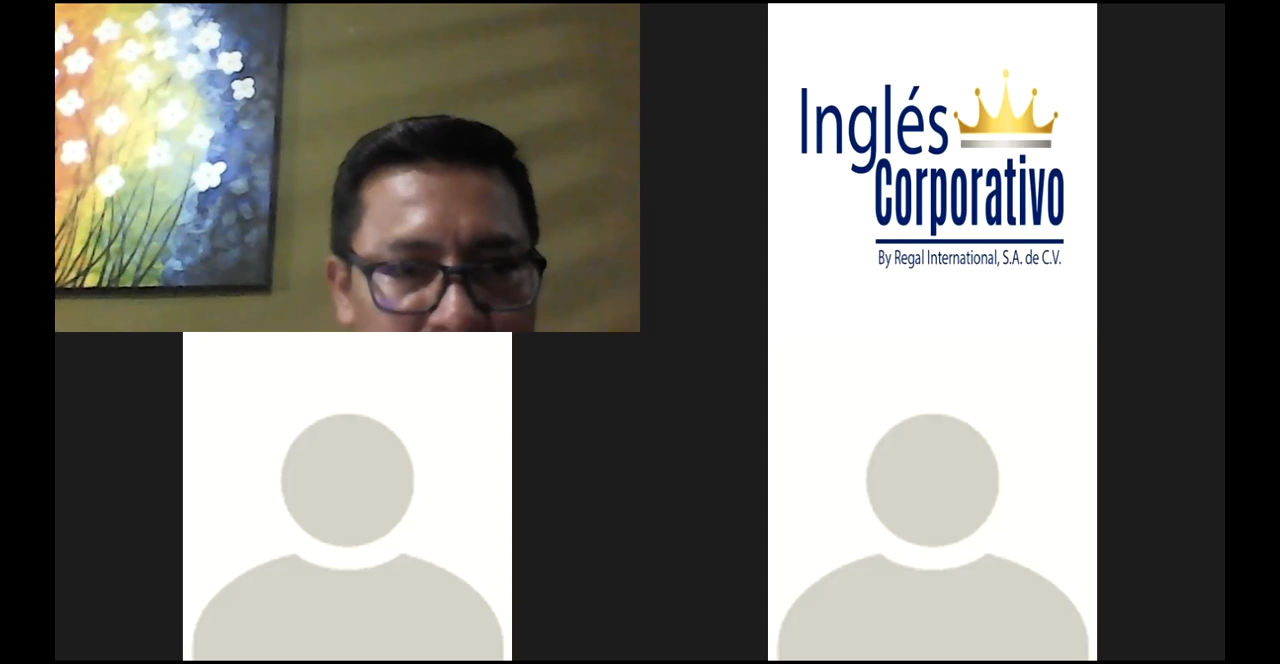 Inglés
Corporativo
By Regal International, S.A. de C.V.